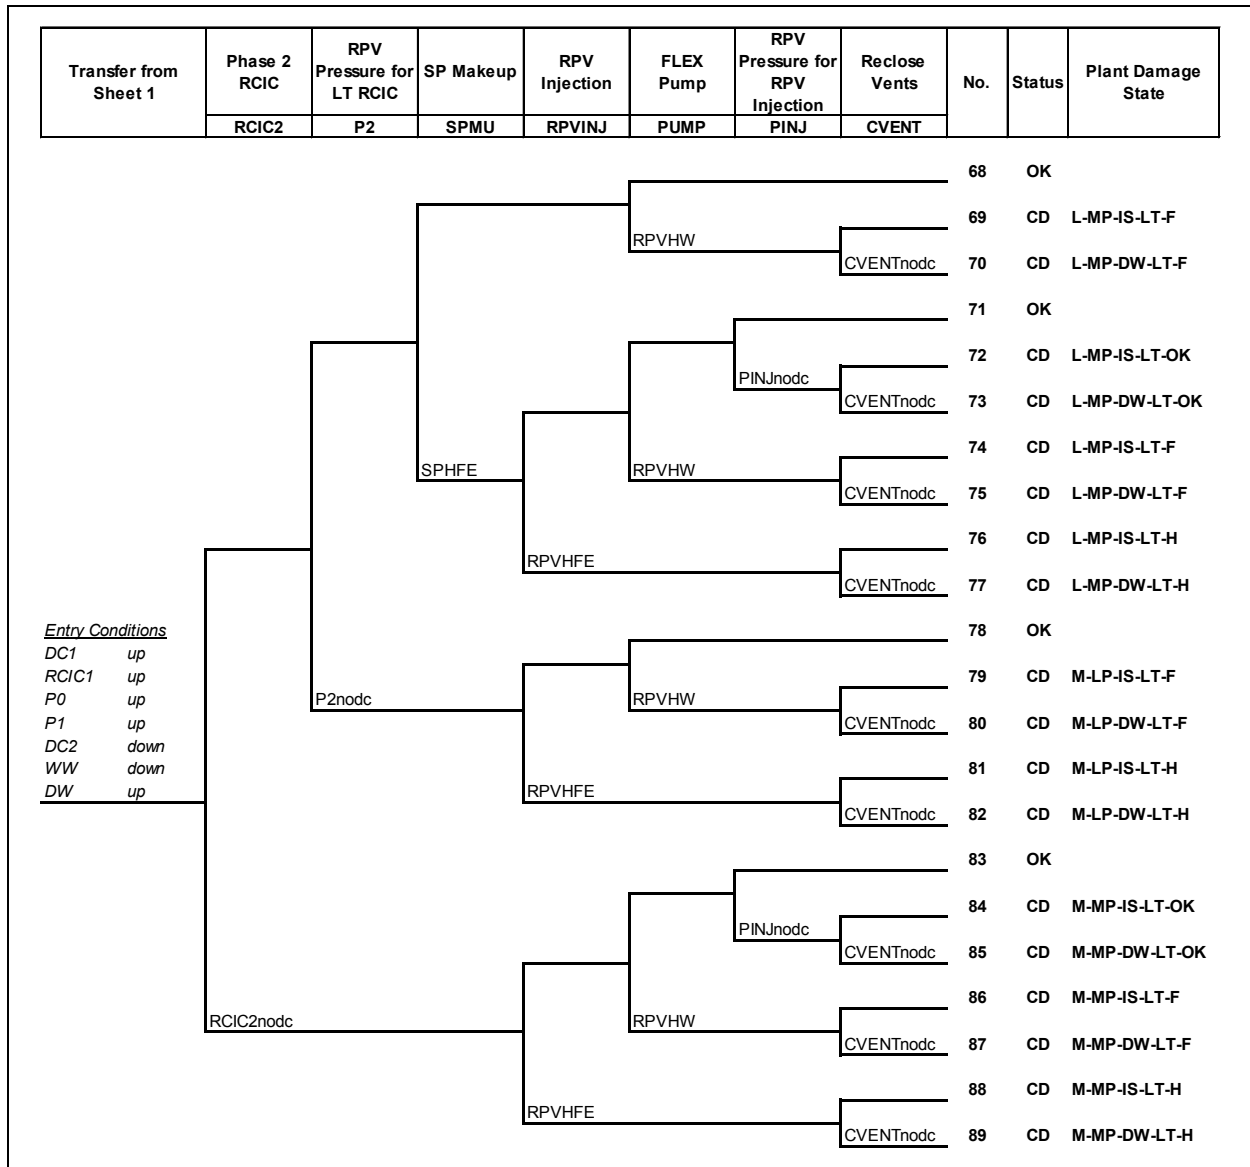 Transfer from Sheet 1
Phase 2 RCIC
RPV Pressure for LT RCIC
SP Makeup
RPV Injection
FLEX Pump
RPV Pressure for RPV Injection
Reclose Vents
No.
Status
Plant Damage State
RCIC2 P2 SPMU RPVINJ PUMP PINJ CVENT
68 OK
69 CD L-MP-IS-LT-F
RPVHW
CVENTnodc 70 CD L-MP-DW-LT-F
71 OK
72 CD L-MP-IS-LT-OK
PINJnodc
CVENTnodc 73 CD L-MP-DW-LT-OK
74 CD L-MP-IS-LT-F
SPHFE RPVHW
CVENTnodc 75 CD L-MP-DW-LT-F
76 CD L-MP-IS-LT-H
RPVHFE
CVENTnodc 77 CD L-MP-DW-LT-H
Entry Conditions
DC1 up
RCIC1 up
P0 up
P1 up
DC2 down
WW down
DW up
78 OK
79 CD M-LP-IS-LT-F
P2nodc RPVHW
CVENTnodc 80 CD M-LP-DW-LT-F
81 CD M-LP-IS-LT-H
RPVHFE
CVENTnodc 82 CD M-LP-DW-LT-H
83 OK
84 CD M-MP-IS-LT-OK
PINJnodc
CVENTnodc 85 CD M-MP-DW-LT-OK
86 CD M-MP-IS-LT-F
RCIC2nodc RPVHW
CVENTnodc 87 CD M-MP-DW-LT-F
88 CD M-MP-IS-LT-H
RPVHFE
CVENTnodc 89 CD M-MP-DW-LT-H